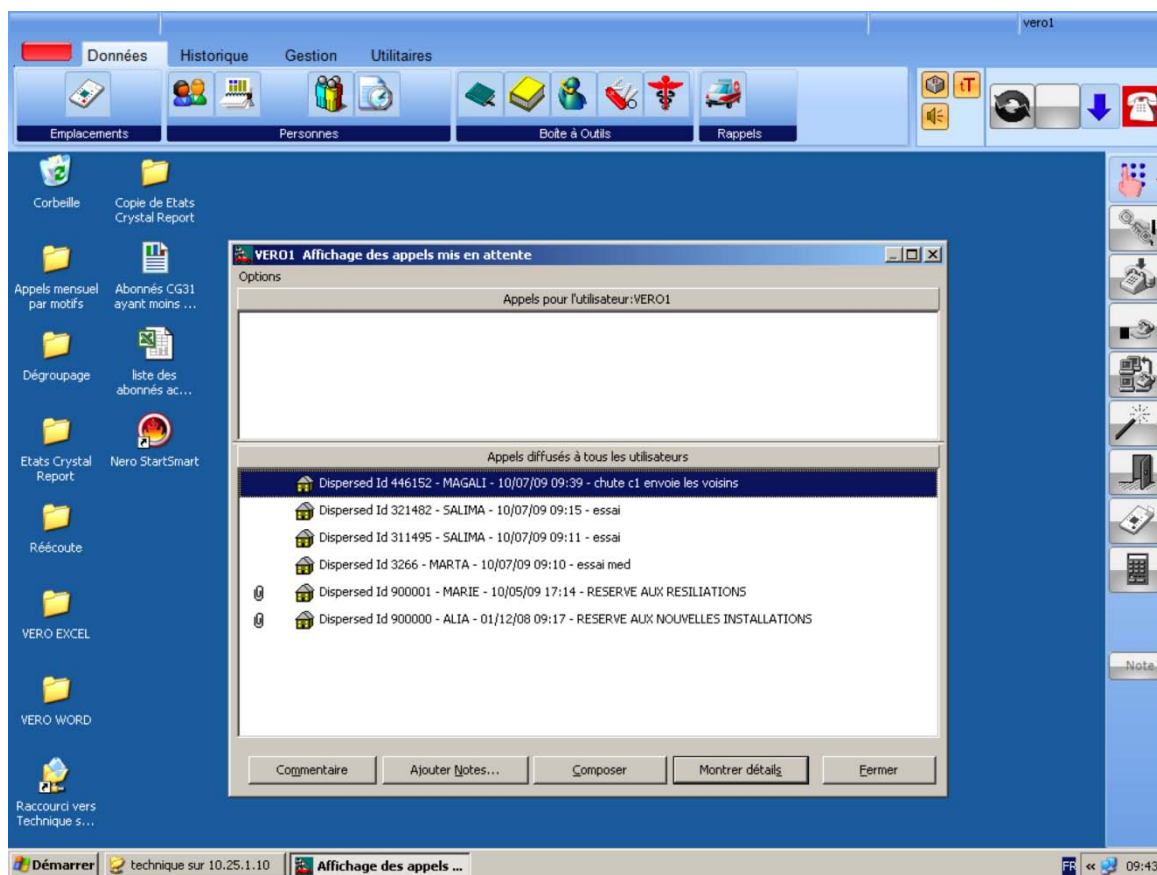 vero1
Données Historique Gestion Utilitaires
Emplacements Personnes Boîte à Outils Rappels
Corbeille
Copie de Etats
Crystal Report
Appels mensuel
par motifs
Abonnés CG31
ayant moins ...
Dégroupage
liste des
abonnés ac...
Etats Crystal
Report
Nero StartSmart
Réécoute
VERO EXCEL
VERO WORD
Raccourci vers
Technique s...
VERO1 Affichage des appels mis en attente
Options
Appels pour l'utilisateur:VERO1
Appels diffusés à tous les utilisateurs
Dispersed Id 446152 - MAGALI - 10/07/09 09:39 - chute c1 envoie les voisins
Dispersed Id 321482 - SALIMA - 10/07/09 09:15 - essai
Dispersed Id 311495 - SALIMA - 10/07/09 09:11 - essai
Dispersed Id 3266 - MARTA - 10/07/09 09:10 - essai med
Dispersed Id 900001 - MARIE - 10/05/09 17:14 - RESERVE AUX RESILIATIONS
Dispersed Id 900000 - ALIA - 01/12/08 09:17 - RESERVE AUX NOUVELLES INSTALLATIONS
Commentaire Ajouter Notes... Composer Montrer détails Fermer
Note
Démarrer technique sur 10.25.1.10 Affichage des appels ... FR « 09:43